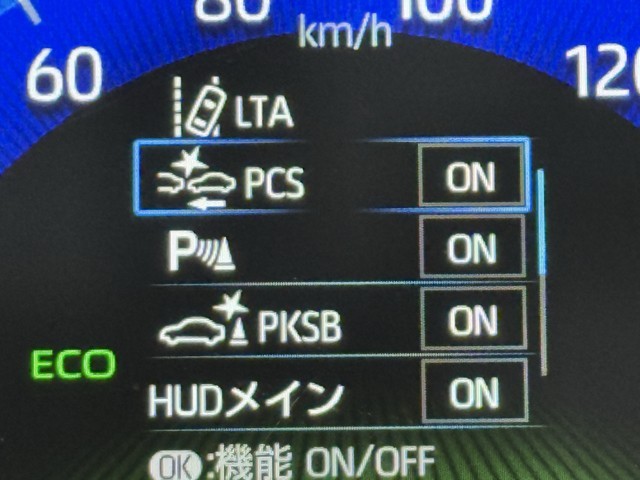 80 100
km/h
60 120
LTA
PCS ON
P ON
PKSB ON
ECO
HUDメイン ON
OK:機能 ON/OFF